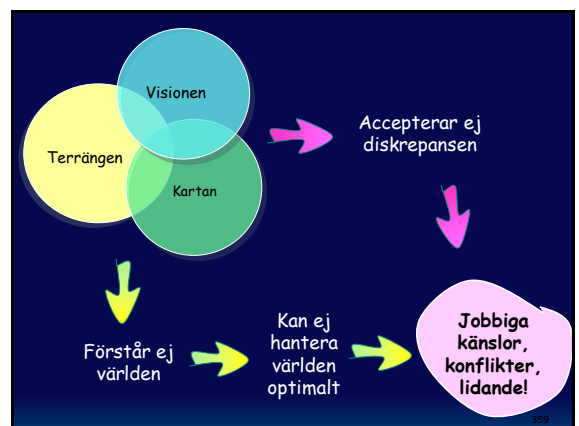 Visionen
Terrängen
Kartan
Accepterar ej
diskrepansen
Förstår ej
världen
Kan ej
hantera
världen
optimalt
Jobbiga
känslor,
konflikter,
lidande!
359